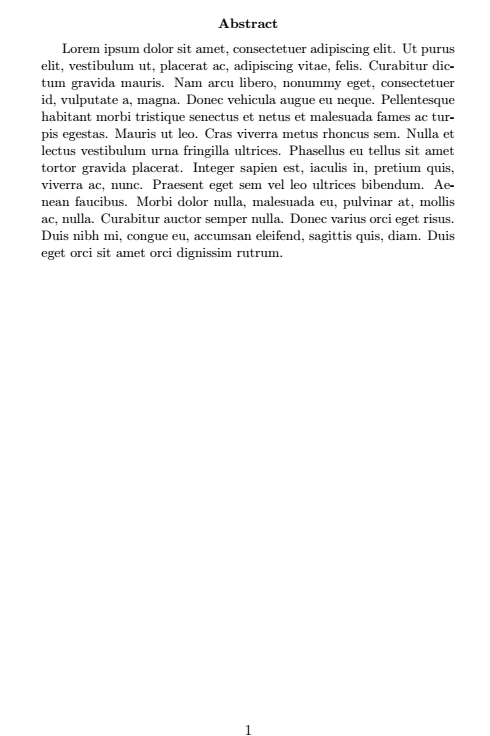 Abstract
Lorem ipsum dolor sit amet, consectetuer adipiscing elit. Ut purus
elit, vestibulum ut, placerat ac, adipiscing vitae, felis. Curabitur dic-
tum gravida mauris. Nam arcu libero, nonummy eget, consectetuer
id, vulputate a, magna. Donec vehicula augue eu neque. Pellentesque
habitant morbi tristique senectus et netus et malesuada fames ac tur-
pis egestas. Mauris ut leo. Cras viverra metus rhoncus sem. Nulla et
lectus vestibulum urna fringilla ultrices. Phasellus eu tellus sit amet
tortor gravida placerat. Integer sapien est, iaculis in, pretium quis,
viverra ac, nunc. Praesent eget sem vel leo ultrices bibendum. Ae-
nean faucibus. Morbi dolor nulla, malesuada eu, pulvinar at, mollis
ac, nulla. Curabitur auctor semper nulla. Donec varius orci eget risus.
Duis nibh mi, congue eu, accumsan eleifend, sagittis quis, diam. Duis
eget orci sit amet orci dignissim rutrum.
1